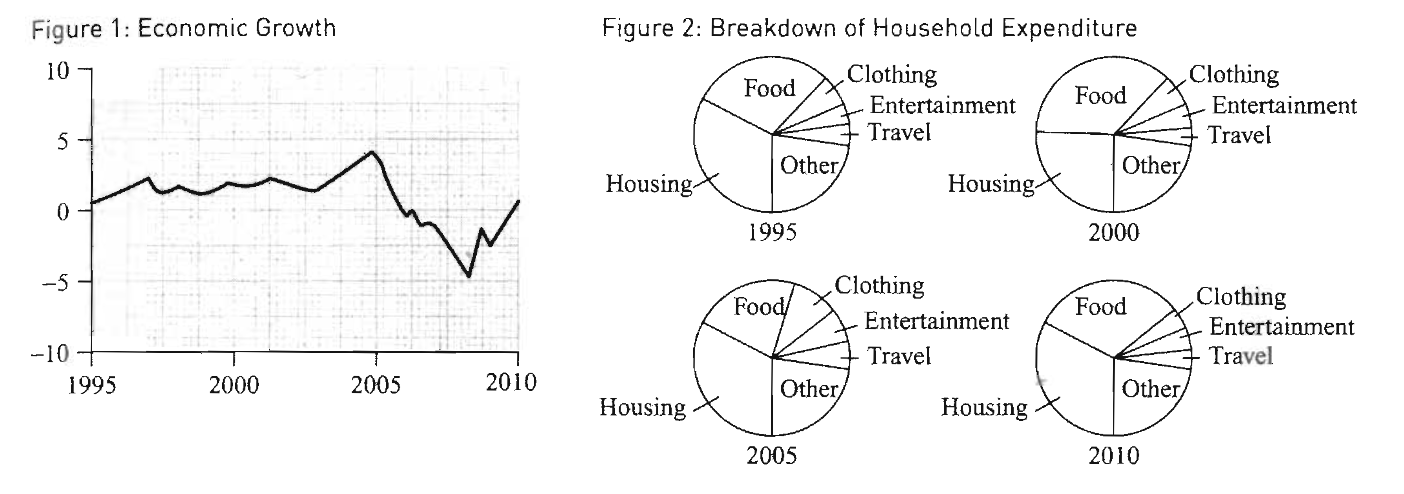 Figure 1: Economic Growth
10
5
0
–5
–10
1995
2000
2005
2010
Figure 2: Breakdown of Household Expenditure
Food
Clothing
Entertainment
Travel
Other
Housing
1995
Food
Clothing
Entertainment
Travel
Other
Housing
2000
Food
Clothing
Entertainment
Travel
Other
Housing
2005
Food
Clothing
Entertainment
Travel
Other
Housing
2010